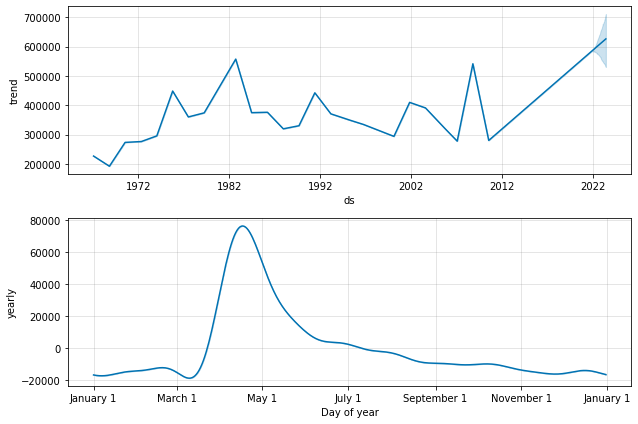 700000
600000
500000
400000
300000
200000
trend
1972 1982 1992 2002 2012 2022
ds
80000
60000
40000
20000
0
−20000
yearly
January 1 March 1 May 1 July 1 September 1 November 1 January 1
Day of year